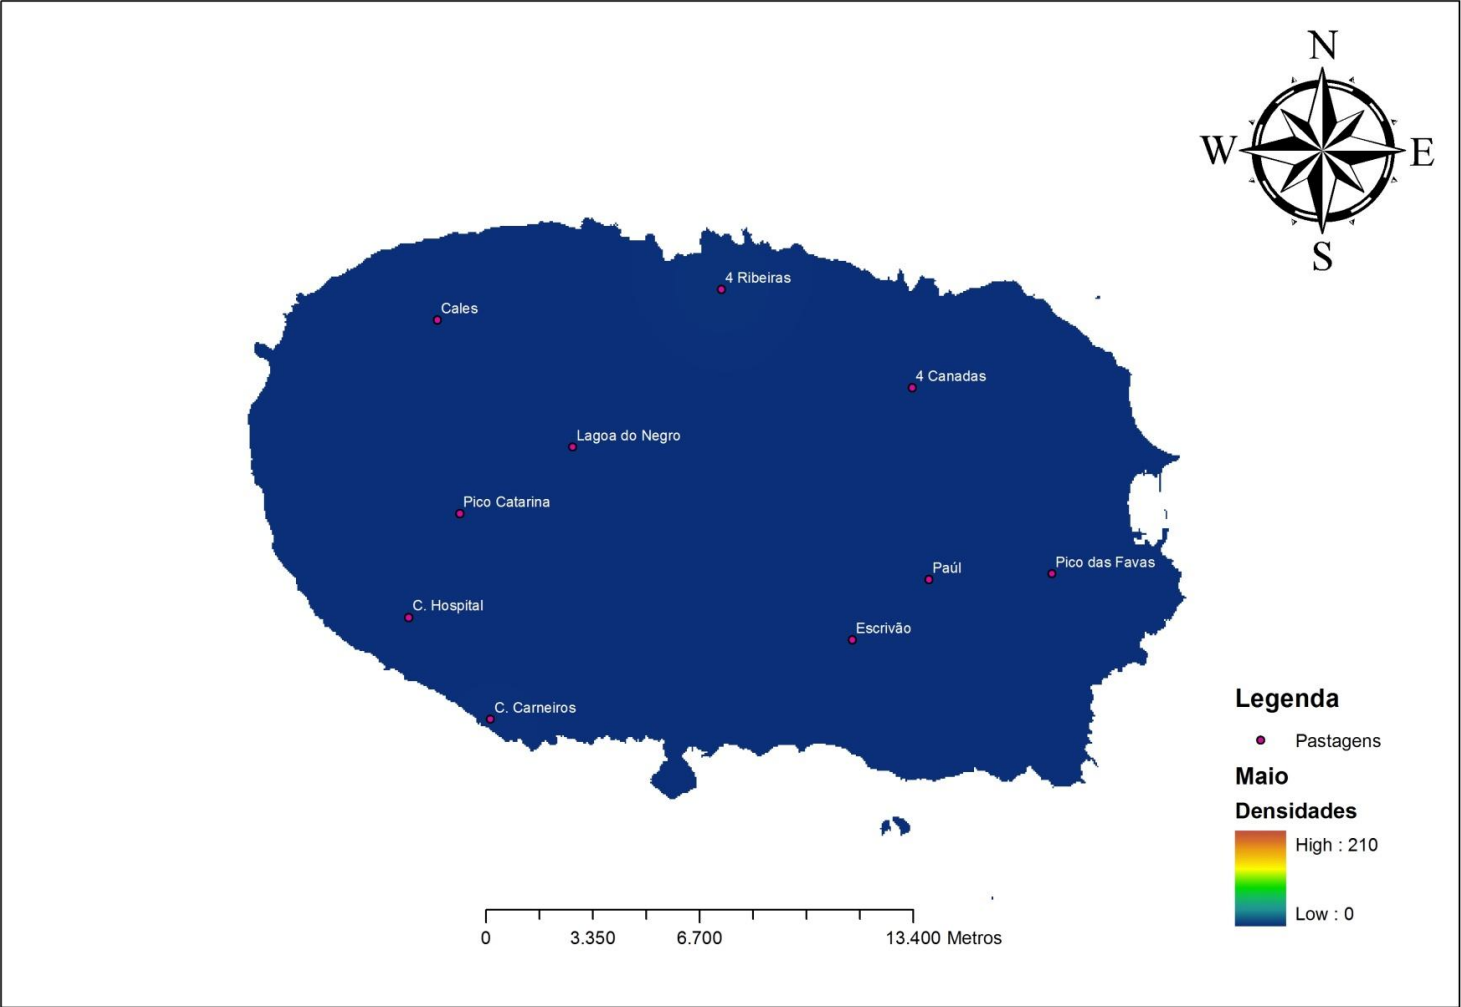 N
W
E
S
4 Ribeiras
Cales
4 Canadas
Lagoa do Negro
Pico Catarina
Pico das Favas
Paúl
C. Hospital
Escrivão
C. Carneiros
Legenda
Pastagens
Maio
Densidades
High : 210
Low : 0
0 3.350 6.700 13.400 Metros